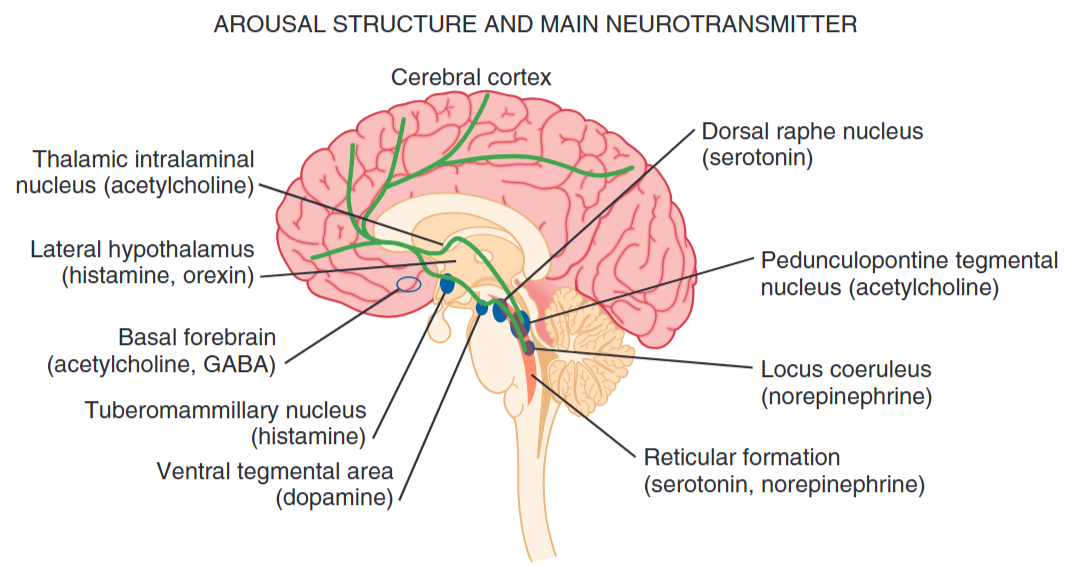 AROUSAL STRUCTURE AND MAIN NEUROTRANSMITTER
Cerebral cortex
Thalamic intralaminal
nucleus (acetylcholine)
Lateral hypothalamus
(histamine, orexin)
Basal forebrain
(acetylcholine, GABA)
Tuberomammillary nucleus
(histamine)
Ventral tegmental area
(dopamine)
Dorsal raphe nucleus
(serotonin)
Pedunculopontine tegmental
nucleus (acetylcholine)
Locus coeruleus
(norepinephrine)
Reticular formation
(serotonin, norepinephrine)